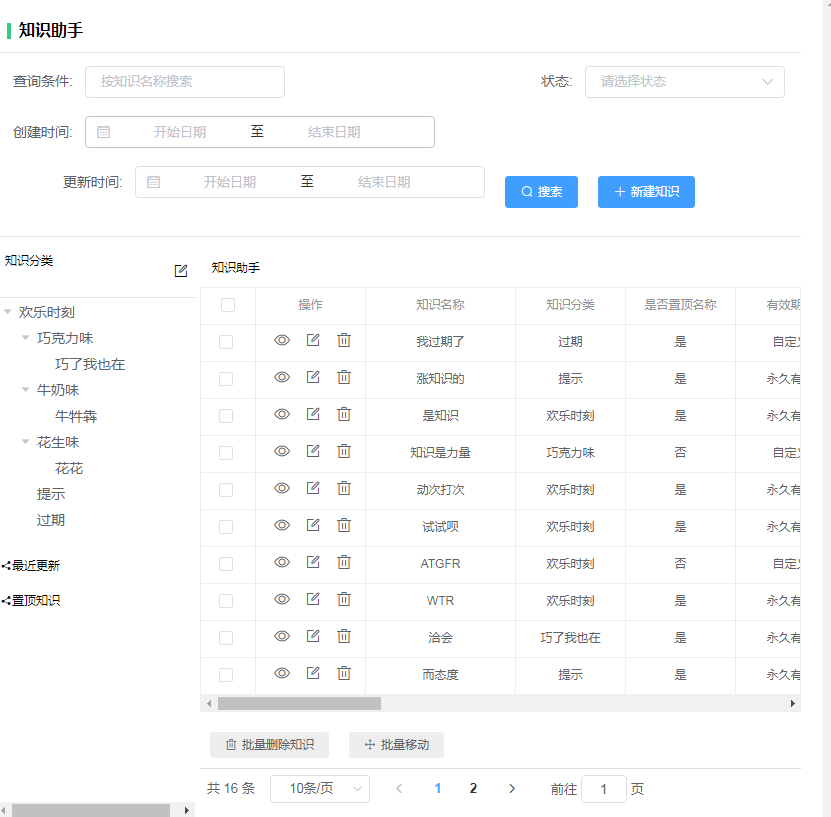 知识助手
查询条件: 按知识名称搜索 状态: 请选择状态
创建时间: 开始日期 至 结束日期
更新时间: 开始日期 至 结束日期 搜索 新建知识
知识分类
欢乐时刻
巧克力味
巧了我也在
牛奶味
牛牪犇
花生味
花花
提示
过期
最近更新
置顶知识
知识助手
操作 知识名称 知识分类 是否置顶名称 有效期
我过期了 过期 是 自定
涨知识的 提示 是 永久有
是知识 欢乐时刻 是 永久有
知识是力量 巧克力味 否 自定
动次打次 欢乐时刻 是 永久有
试试呗 欢乐时刻 是 永久有
ATGFR 欢乐时刻 否 自定
WTR 欢乐时刻 是 永久有
洽会 巧了我也在 是 永久有
而态度 提示 是 永久有
批量删除知识 批量移动
共 16 条 10条/页 1 2 前往 1 页